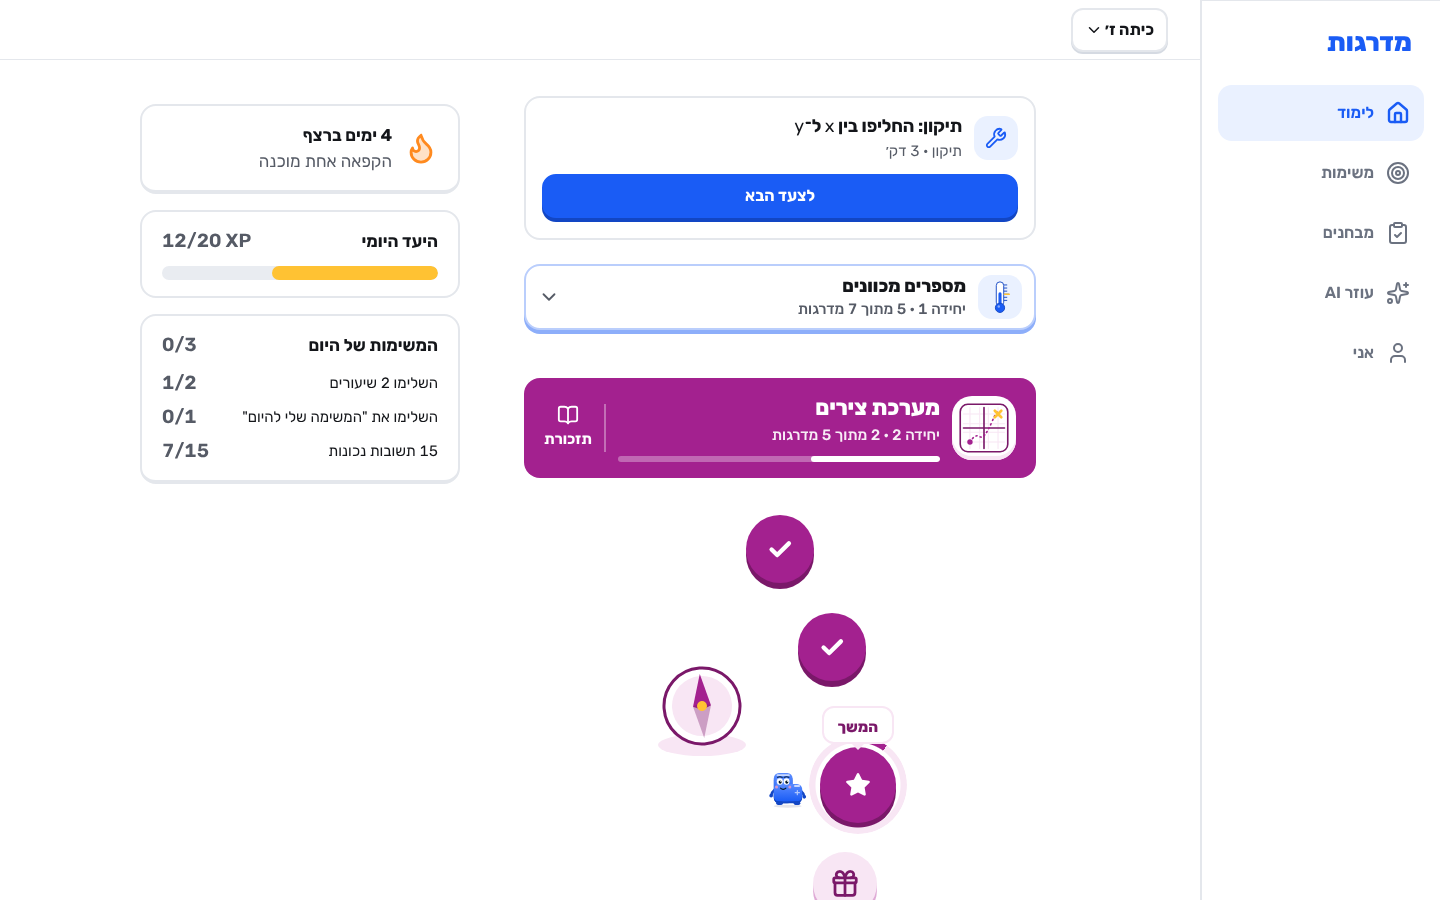 מדרגות
לימוד
משימות
מבחנים
עוזר AI
אני
כיתה ז׳
תיקון: החליפו בין x ל־y
תיקון • 3 דק׳
לצעד הבא
מספרים מכוונים
יחידה 1 • 5 מתוך 7 מדרגות
מערכת צירים
יחידה 2 • 2 מתוך 5 מדרגות
תזכורת
המשך
4 ימים ברצף
הקפאה אחת מוכנה
היעד היומי 12/20 XP
המשימות של היום 0/3
השלימו 2 שיעורים 1/2
השלימו את "המשימה שלי להיום" 0/1
15 תשובות נכונות 7/15